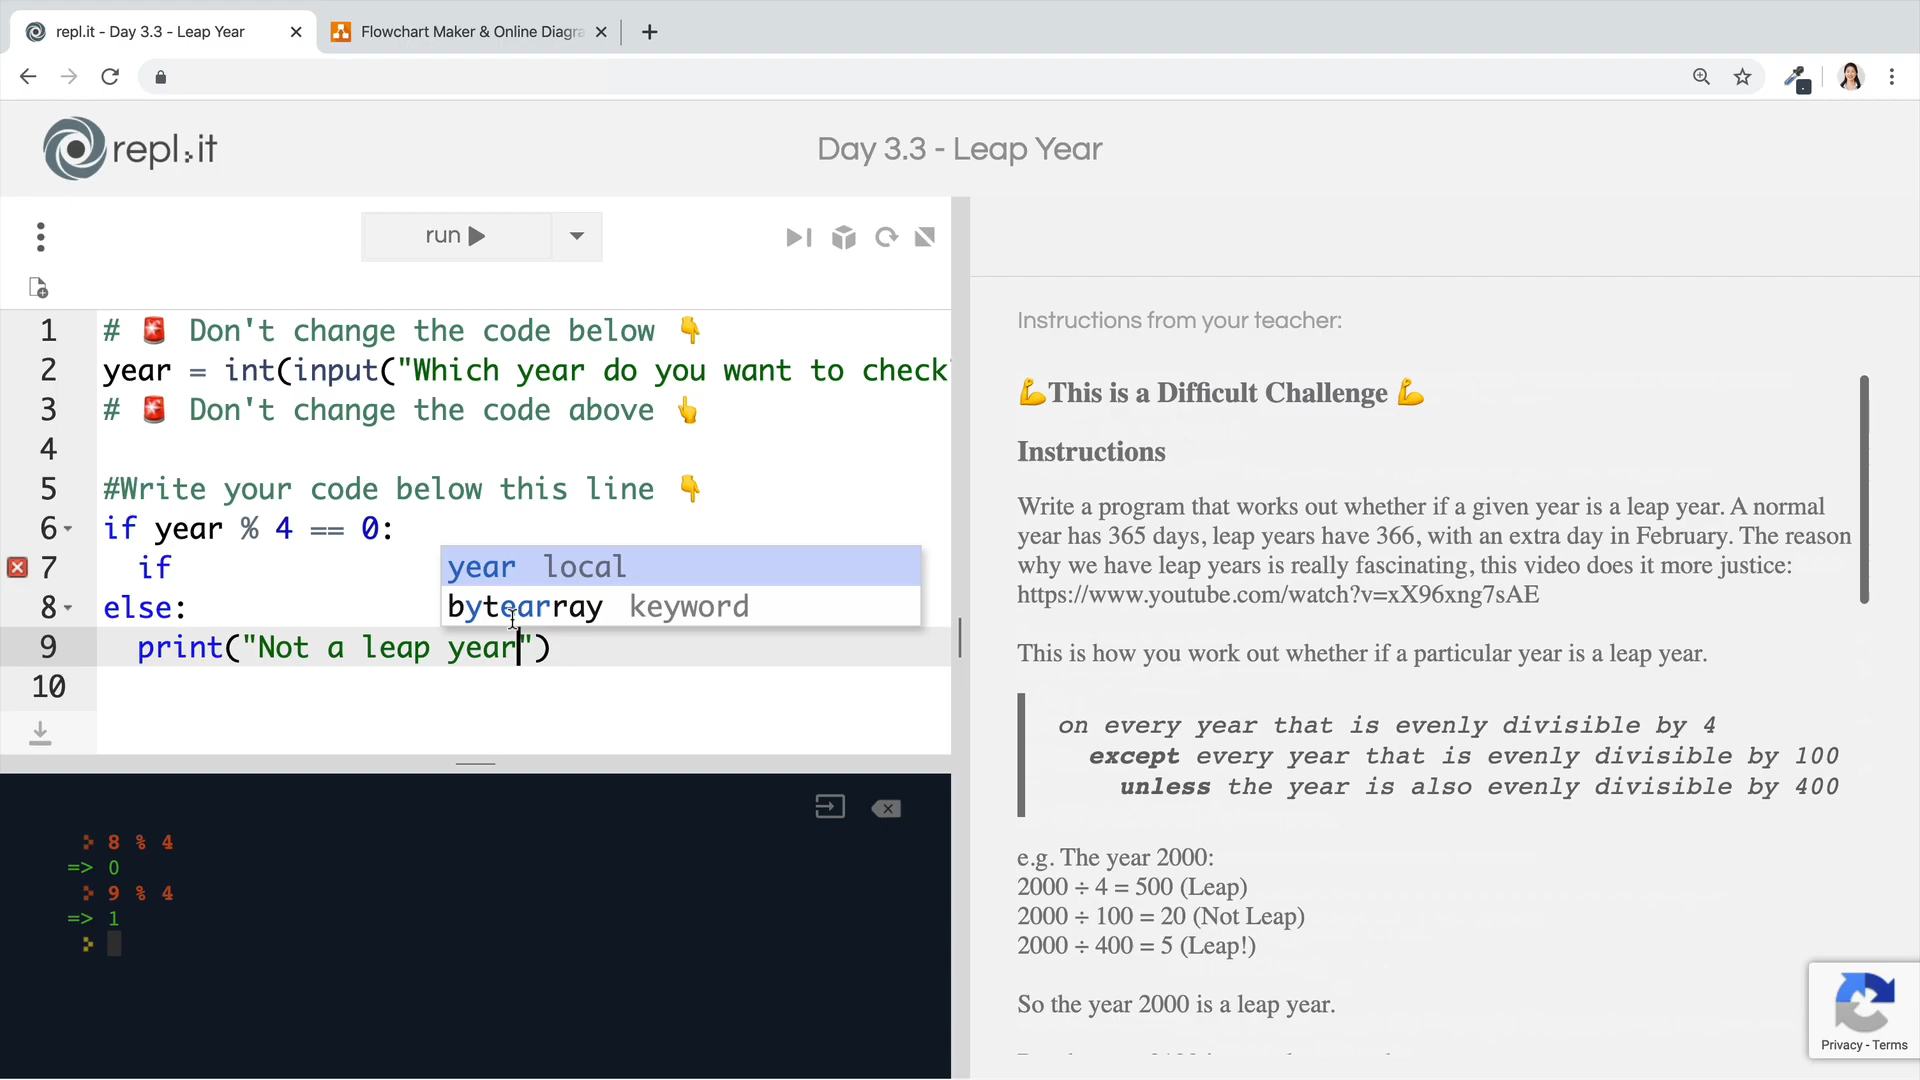 repl.it - Day 3.3 - Leap Year
Flowchart Maker & Online Diagra
repl.it
Day 3.3 - Leap Year
run
1 # 🚨 Don't change the code below 👇
2 year = int(input("Which year do you want to check
3 # 🚨 Don't change the code above 👆
4
5 #Write your code below this line 👇
6 if year % 4 == 0:
7 if
year local
8 else:
bytearray keyword
9 print("Not a leap year")
10
8 % 4
=> 0
9 % 4
=> 1
Instructions from your teacher:
💪This is a Difficult Challenge 💪
Instructions
Write a program that works out whether if a given year is a leap year. A normal
year has 365 days, leap years have 366, with an extra day in February. The reason
why we have leap years is really fascinating, this video does it more justice:
https://www.youtube.com/watch?v=xX96xng7sAE
This is how you work out whether if a particular year is a leap year.
on every year that is evenly divisible by 4
except every year that is evenly divisible by 100
unless the year is also evenly divisible by 400
e.g. The year 2000:
2000 ÷ 4 = 500 (Leap)
2000 ÷ 100 = 20 (Not Leap)
2000 ÷ 400 = 5 (Leap!)
So the year 2000 is a leap year.
Privacy - Terms